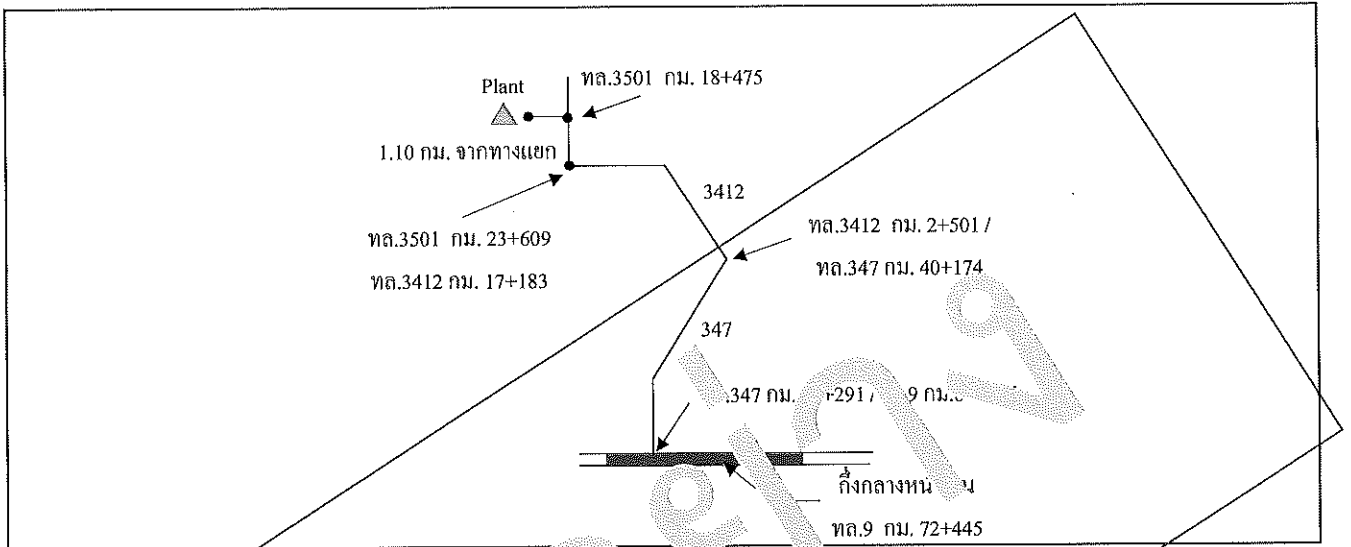 Plant
ทล.3501 กม. 18+475
1.10 กม. จากทางแยก
3412
ทล.3501 กม. 23+609
ทล.3412 กม. 17+183
ทล.3412 กม. 2+501 /
ทล.347 กม. 40+174
347
.347 กม. +291 / 9 กม.
กึ่งกลาง
ทล.9 กม. 72+445